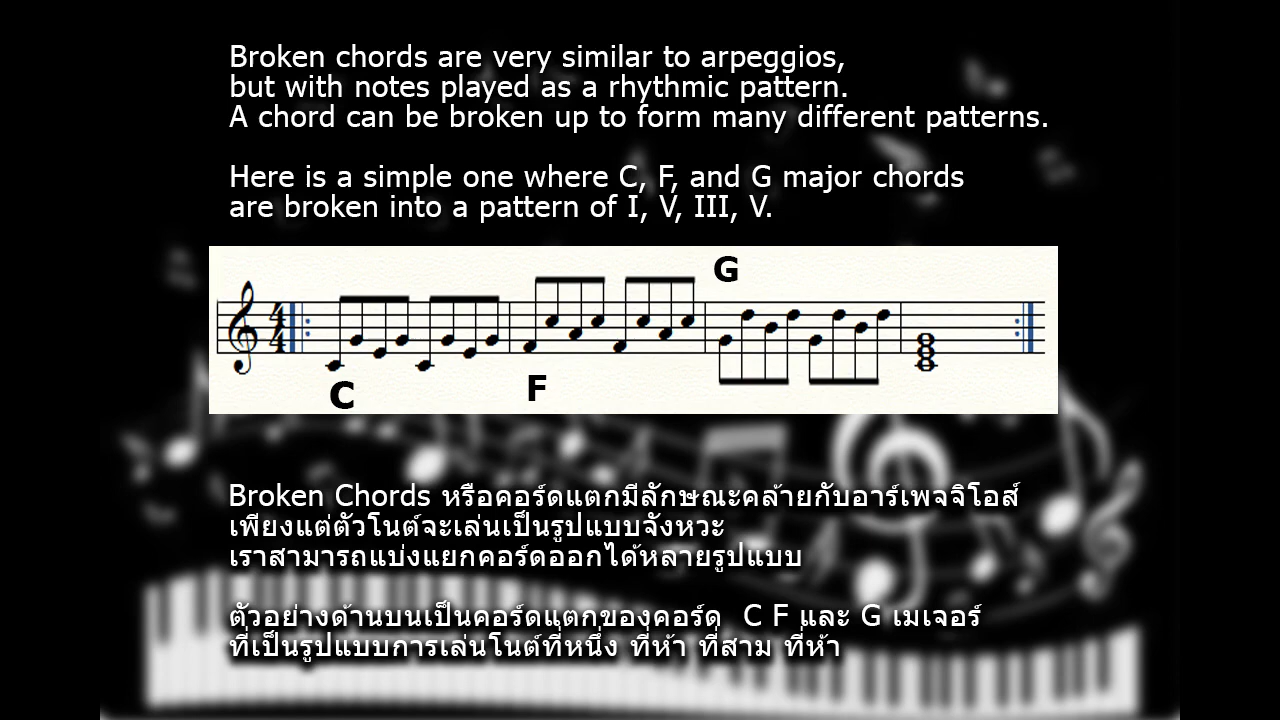 Broken chords are very similar to arpeggios,
but with notes played as a rhythmic pattern.
A chord can be broken up to form many different patterns.
Here is a simple one where C, F, and G major chords
are broken into a pattern of I, V, III, V.
G
4
4
C
F
Broken Chords หรือคอร์ดแตกมีลักษณะคล้ายกับอาร์เพจจิโอส์
เพียงแต่ตัวโนต์จะเล่นเป็นรูปแบบจังหวะ
เราสามารถแบ่งแยกคอร์ดออกได้หลายรูปแบบ
ตัวอย่างด้านบนเป็นคอร์ดแตกของคอร์ด C F และ G เมเจอร์
ที่เป็นรูปแบบการเล่นโนต์ที่หนึ่ง ที่ห้า ที่สาม ที่ห้า